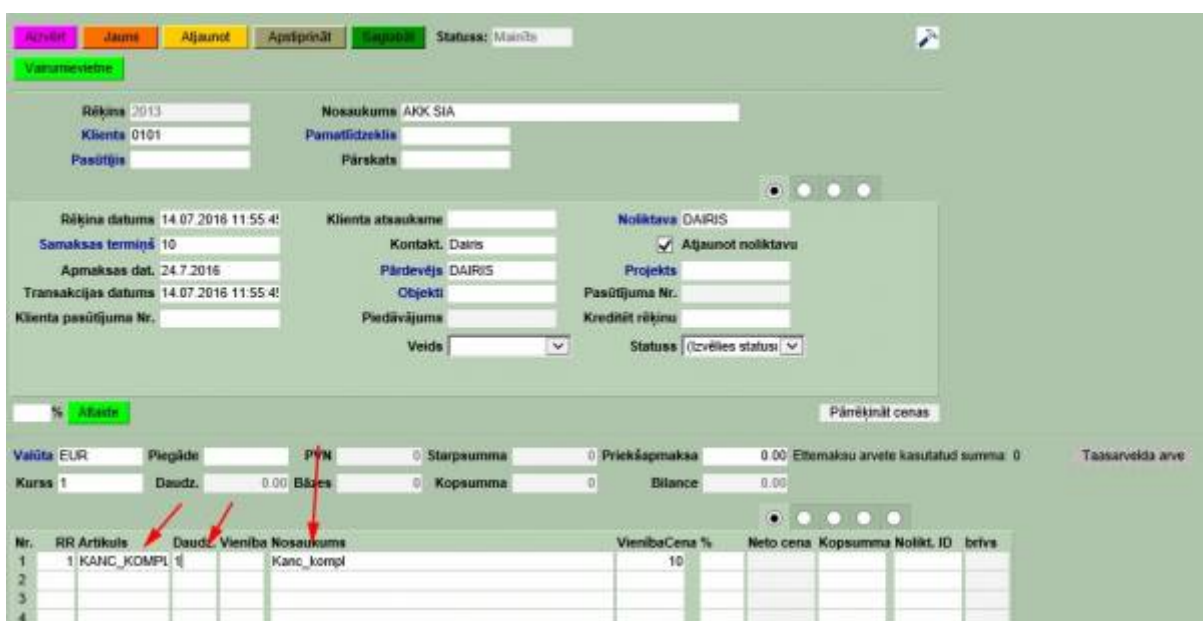 Aizvērt Jauns Atjaunot Apstiprināt Saglabāt Statuss: Mainīts
Vairumevietne
Rēķins 2013 Nosaukums AKK SIA
Klients 0101 Pamatlīdzeklis
Pasūtījis Pārskats
Rēķina datums 14.07.2016 11:55:45 Klienta atsauksme Noliktava DAIRIS
Samaksas termiņš 10 Kontakt. Dairis Atjaunot noliktavu
Apmaksas dat. 24.7.2016 Pārdevējs DAIRIS Projekts
Transakcijas datums 14.07.2016 11:55:45 Objekti Pasūtījuma Nr.
Klienta pasūtījuma Nr. Piedāvājums Kredītēt rēķinu
Veids Statuss (Izvēlies statusu
% Atlaide Pārrēķināt cenas
Valūta EUR Piegāde PVN 0 Starpsumma 0 Priekšapmaksa 0.00 Ettemaksu arvete kasutatud summa: 0 Taasarvelda arve
Kurss 1 Daudz. 0.00 Bāzes 0 Kopsumma 0 Bilance 0.00
Nr. RR Artikuls Daudz. Vienība Nosaukums VienībaCena % Neto cena Kopsumma Nolikt. ID brīvs
1 1 KANC_KOMPL 1 Kanc_kompl 10
2
3
4